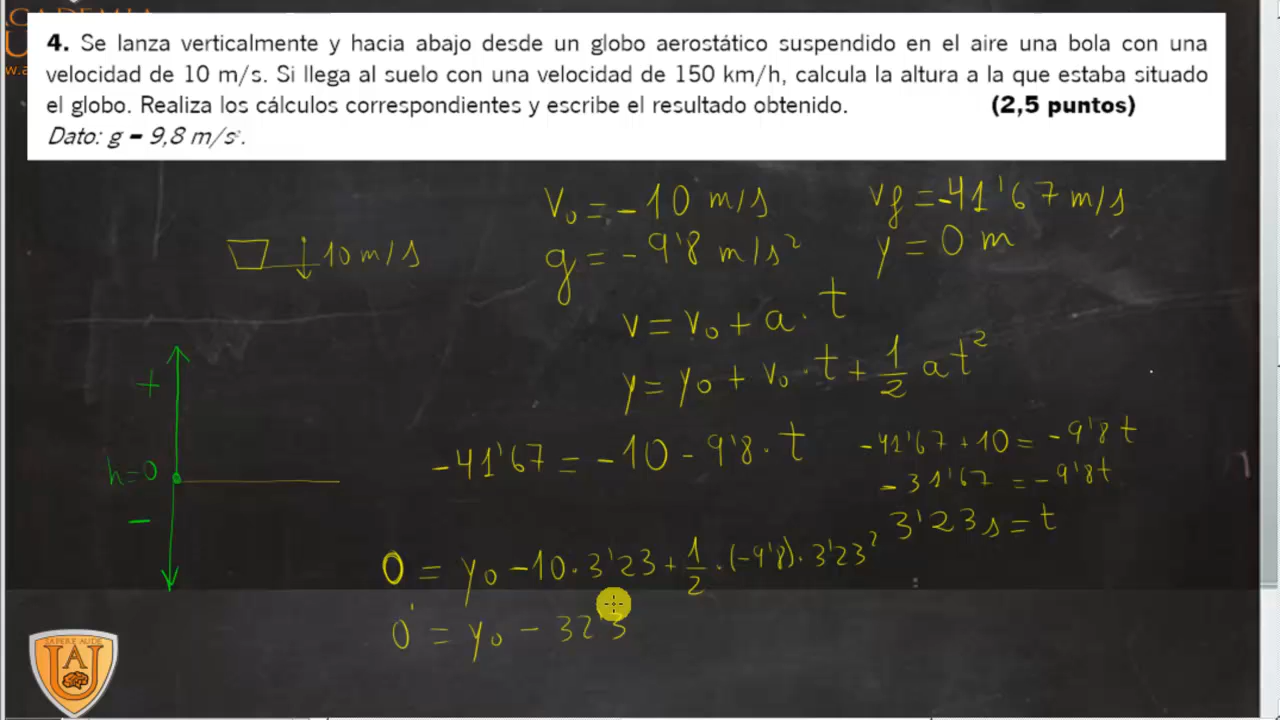 ACADEMIA
U
w.a
4. Se lanza verticalmente y hacia abajo desde un globo aerostático suspendido en el aire una bola con una
velocidad de 10 m/s. Si llega al suelo con una velocidad de 150 km/h, calcula la altura a la que estaba situado
el globo. Realiza los cálculos correspondientes y escribe el resultado obtenido. (2,5 puntos)
Dato: g = 9,8 m/s².
V₀ = -10 m/s
vf = -41'67 m/s
10 m/s
g = -9'8 m/s²
y = 0 m
v = v₀ + a · t
y = y₀ + v₀ · t + 1/2 at²
+
h=0
-
-41'67 = -10 - 9'8 · t
-41'67 + 10 = -9'8t
-31'67 = -9'8t
3'23 s = t
0 = y₀ - 10 · 3'23 + 1/2 · (-9'8) · 3'23²
0 = y₀ - 32'3
SAPERE AUDE
UA